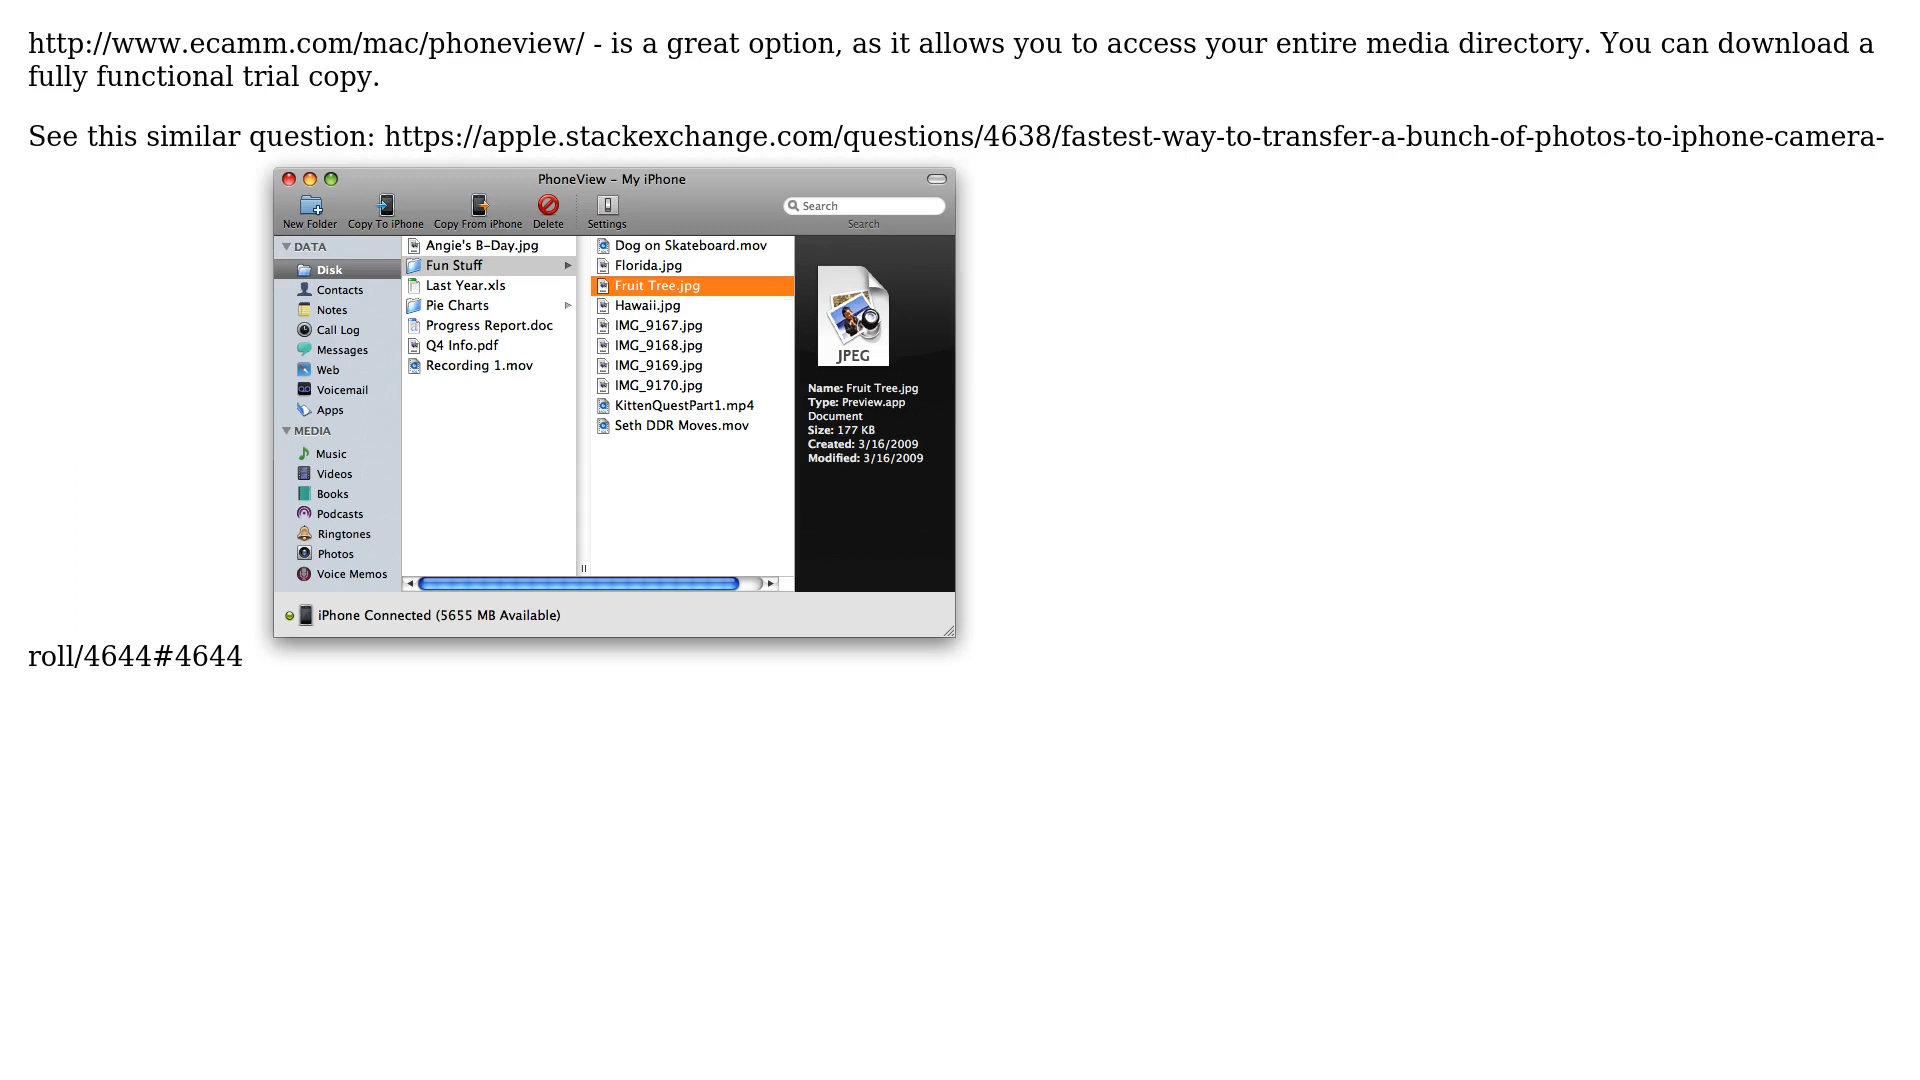 http://www.ecamm.com/mac/phoneview/ - is a great option, as it allows you to access your entire media directory. You can download a
fully functional trial copy.
See this similar question: https://apple.stackexchange.com/questions/4638/fastest-way-to-transfer-a-bunch-of-photos-to-iphone-camera-
PhoneView – My iPhone
New Folder Copy To iPhone Copy From iPhone Delete Settings
Search
Search
DATA
Disk
Contacts
Notes
Call Log
Messages
Web
Voicemail
Apps
MEDIA
Music
Videos
Books
Podcasts
Ringtones
Photos
Voice Memos
Angie's B-Day.jpg
Fun Stuff
Last Year.xls
Pie Charts
Progress Report.doc
Q4 Info.pdf
Recording 1.mov
Dog on Skateboard.mov
Florida.jpg
Fruit Tree.jpg
Hawaii.jpg
IMG_9167.jpg
IMG_9168.jpg
IMG_9169.jpg
IMG_9170.jpg
KittenQuestPart1.mp4
Seth DDR Moves.mov
JPEG
Name: Fruit Tree.jpg
Type: Preview.app
Document
Size: 177 KB
Created: 3/16/2009
Modified: 3/16/2009
iPhone Connected (5655 MB Available)
roll/4644#4644